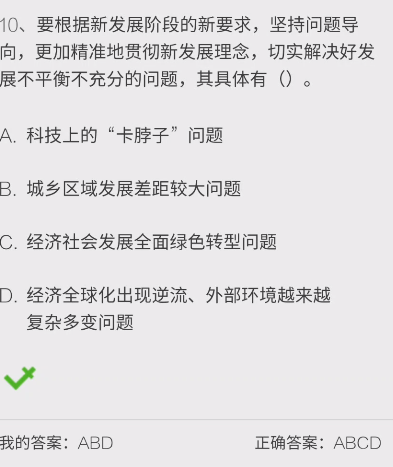 10、要根据新发展阶段的新要求，坚持问题导
向，更加精准地贯彻新发展理念，切实解决好发
展不平衡不充分的问题，其具体有（）。
A. 科技上的“卡脖子”问题
B. 城乡区域发展差距较大问题
C. 经济社会发展全面绿色转型问题
D. 经济全球化出现逆流、外部环境越来越
复杂多变问题
我的答案：ABD 正确答案：ABCD